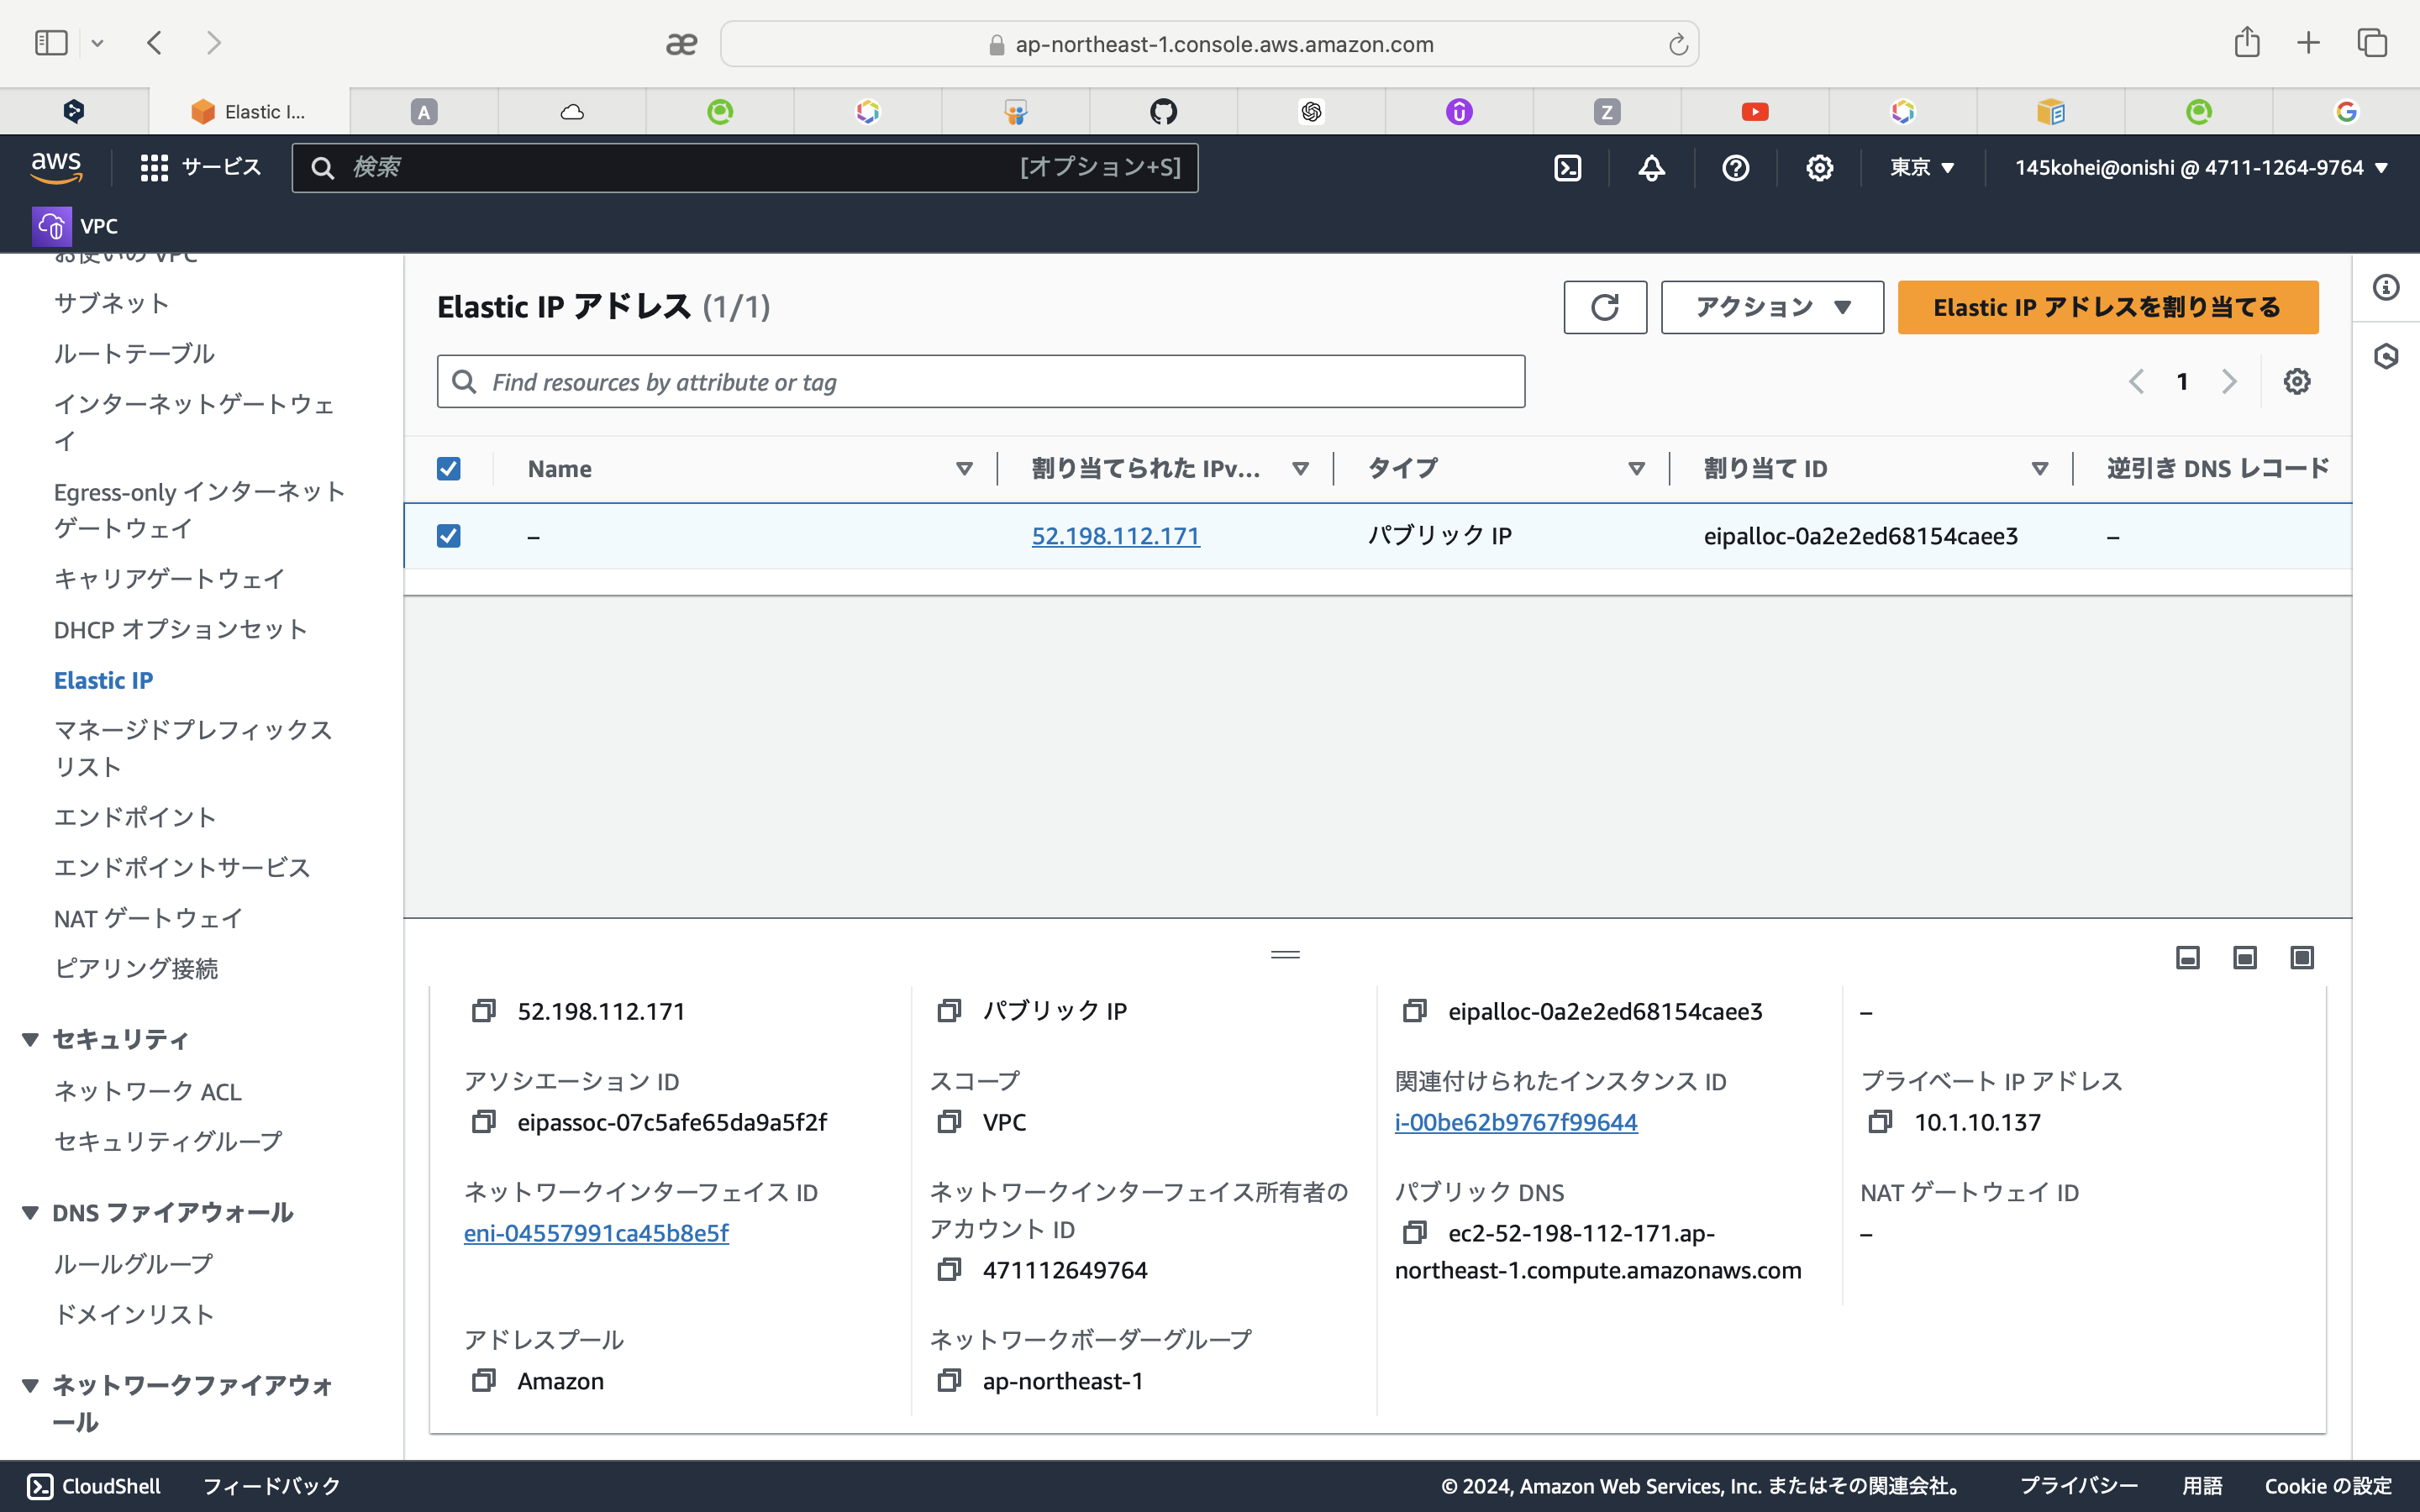 ap-northeast-1.console.aws.amazon.com
Elastic I...
A
Z
aws
サービス
検索
[オプション+S]
東京
145kohei@onishi @ 4711-1264-9764
VPC
お使いの VPC
サブネット
ルートテーブル
インターネットゲートウェ
イ
Egress-only インターネット
ゲートウェイ
キャリアゲートウェイ
DHCP オプションセット
Elastic IP
マネージドプレフィックス
リスト
エンドポイント
エンドポイントサービス
NAT ゲートウェイ
ピアリング接続
セキュリティ
ネットワーク ACL
セキュリティグループ
DNS ファイアウォール
ルールグループ
ドメインリスト
ネットワークファイアウォ
ール
Elastic IP アドレス (1/1)
アクション
Elastic IP アドレスを割り当てる
Find resources by attribute or tag
1
Name
割り当てられた IPv...
タイプ
割り当て ID
逆引き DNS レコード
–
52.198.112.171
パブリック IP
eipalloc-0a2e2ed68154caee3
–
52.198.112.171
パブリック IP
eipalloc-0a2e2ed68154caee3
–
アソシエーション ID
eipassoc-07c5afe65da9a5f2f
スコープ
VPC
関連付けられたインスタンス ID
i-00be62b9767f99644
プライベート IP アドレス
10.1.10.137
ネットワークインターフェイス ID
eni-04557991ca45b8e5f
ネットワークインターフェイス所有者の
アカウント ID
471112649764
パブリック DNS
ec2-52-198-112-171.ap-
northeast-1.compute.amazonaws.com
NAT ゲートウェイ ID
–
アドレスプール
Amazon
ネットワークボーダーグループ
ap-northeast-1
CloudShell
フィードバック
© 2024, Amazon Web Services, Inc. またはその関連会社。
プライバシー
用語
Cookie の設定